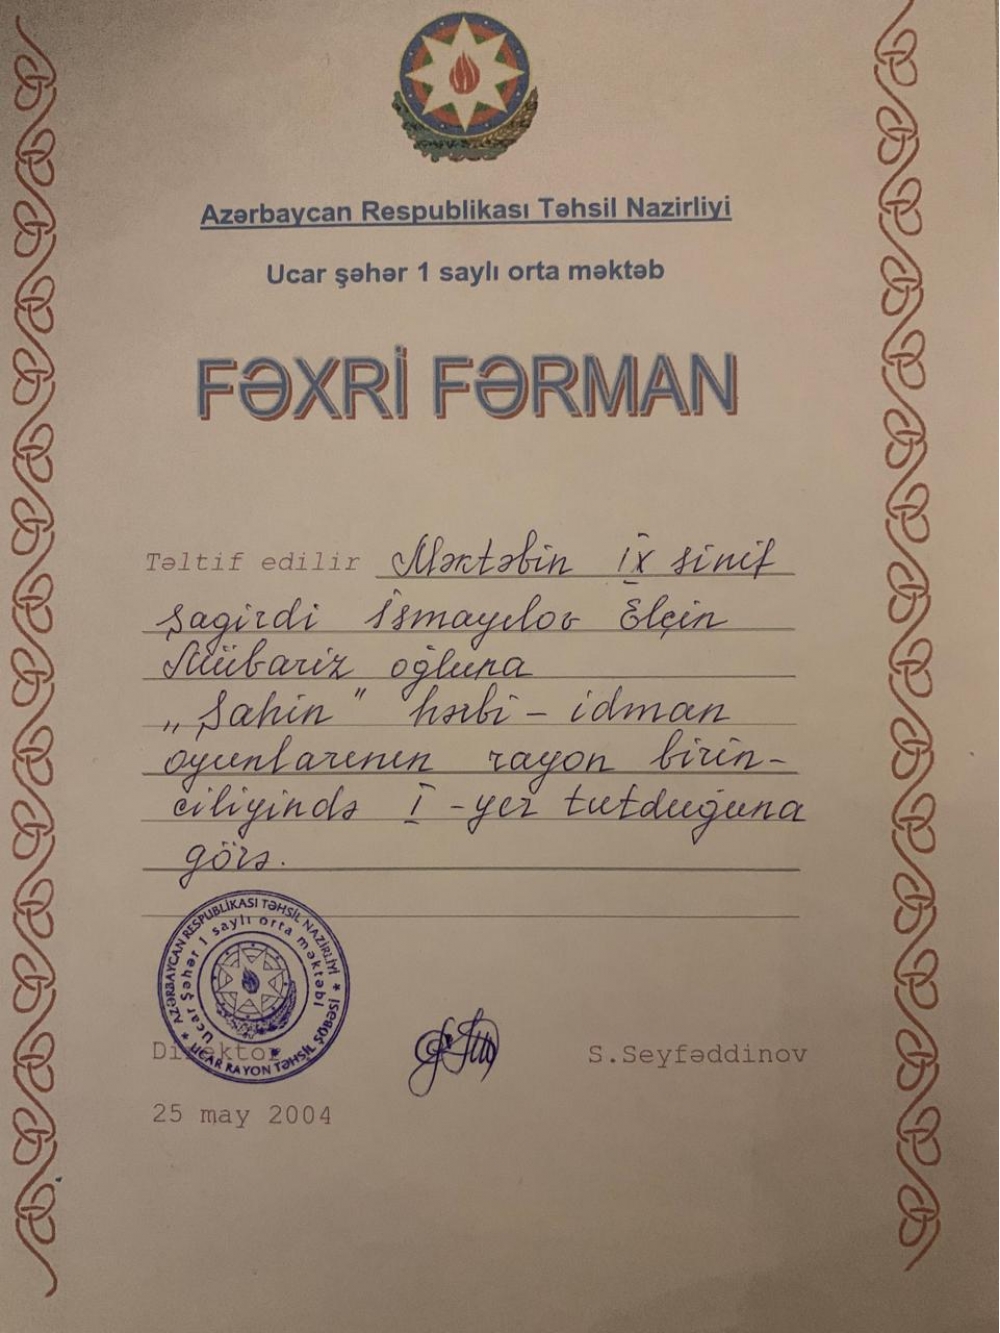 Azərbaycan Respublikası Təhsil Nazirliyi
Ucar şəhər 1 saylı orta məktəb
FƏXRİ FƏRMAN
Təltif edilir Məktəbin IX sinif
şagirdi İsmayılov Elçin
Mübariz oğluna
„Şahin" hərbi-idman
oyunlarının rayon birin-
ciliyində I-yer tutduğuna
görə.
AZƏRBAYCAN RESPUBLİKASI TƏHSİL NAZİRLİYİ
UCAR RAYON TƏHSİL ŞÖBƏSİ
Ucar Şəhər 1 saylı orta məktəbi
Direktor S.Seyfəddinov
25 may 2004